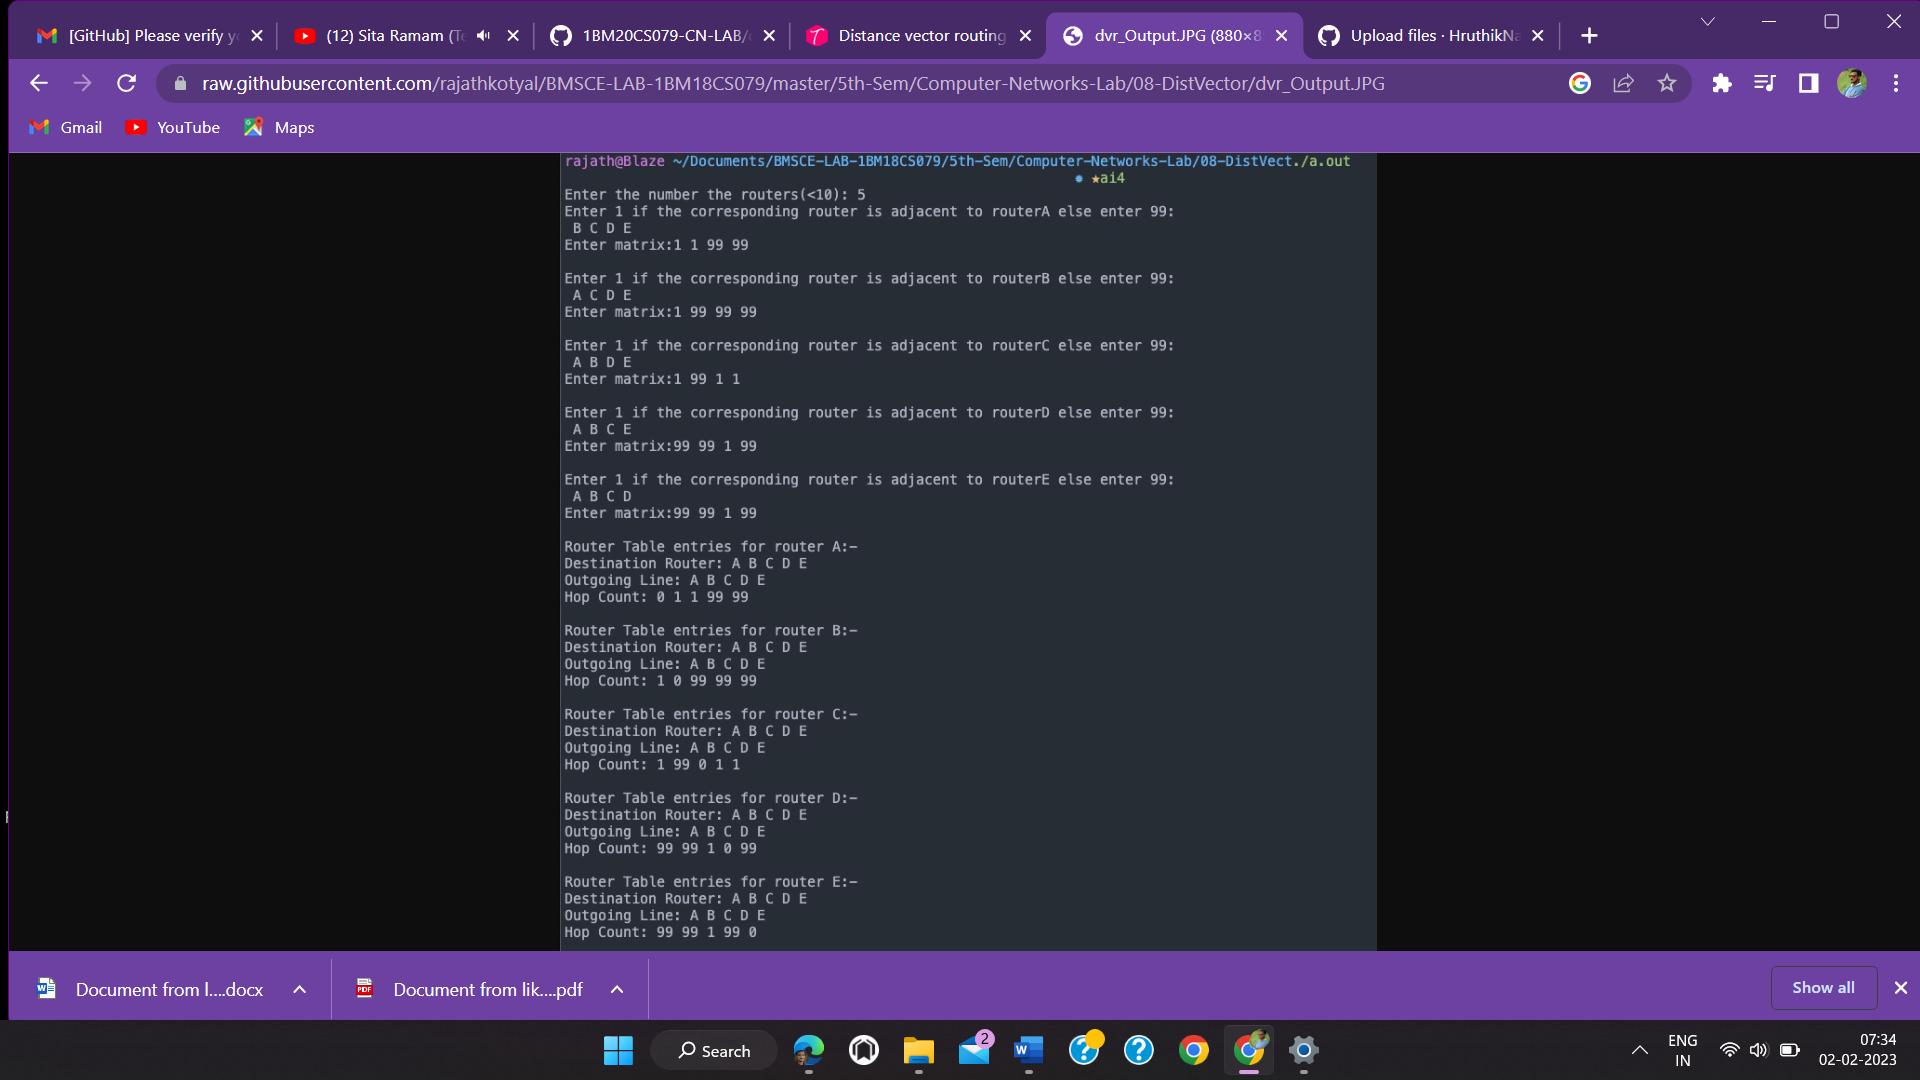 [GitHub] Please verify y
(12) Sita Ramam (Te
1BM20CS079-CN-LAB/
Distance vector routing
dvr_Output.JPG (880×8
Upload files · HruthikNa
raw.githubusercontent.com/rajathkotyal/BMSCE-LAB-1BM18CS079/master/5th-Sem/Computer-Networks-Lab/08-DistVector/dvr_Output.JPG
Gmail
YouTube
Maps
rajath@Blaze ~/Documents/BMSCE-LAB-1BM18CS079/5th-Sem/Computer-Networks-Lab/08-DistVect./a.out
● ★ai4
Enter the number the routers(<10): 5
Enter 1 if the corresponding router is adjacent to routerA else enter 99:
B C D E
Enter matrix:1 1 99 99
Enter 1 if the corresponding router is adjacent to routerB else enter 99:
A C D E
Enter matrix:1 99 99 99
Enter 1 if the corresponding router is adjacent to routerC else enter 99:
A B D E
Enter matrix:1 99 1 1
Enter 1 if the corresponding router is adjacent to routerD else enter 99:
A B C E
Enter matrix:99 99 1 99
Enter 1 if the corresponding router is adjacent to routerE else enter 99:
A B C D
Enter matrix:99 99 1 99
Router Table entries for router A:-
Destination Router: A B C D E
Outgoing Line: A B C D E
Hop Count: 0 1 1 99 99
Router Table entries for router B:-
Destination Router: A B C D E
Outgoing Line: A B C D E
Hop Count: 1 0 99 99 99
Router Table entries for router C:-
Destination Router: A B C D E
Outgoing Line: A B C D E
Hop Count: 1 99 0 1 1
Router Table entries for router D:-
Destination Router: A B C D E
Outgoing Line: A B C D E
Hop Count: 99 99 1 0 99
Router Table entries for router E:-
Destination Router: A B C D E
Outgoing Line: A B C D E
Hop Count: 99 99 1 99 0
Document from l....docx
PDF
Document from lik....pdf
Show all
Search
2
ENG
IN
07:34
02-02-2023